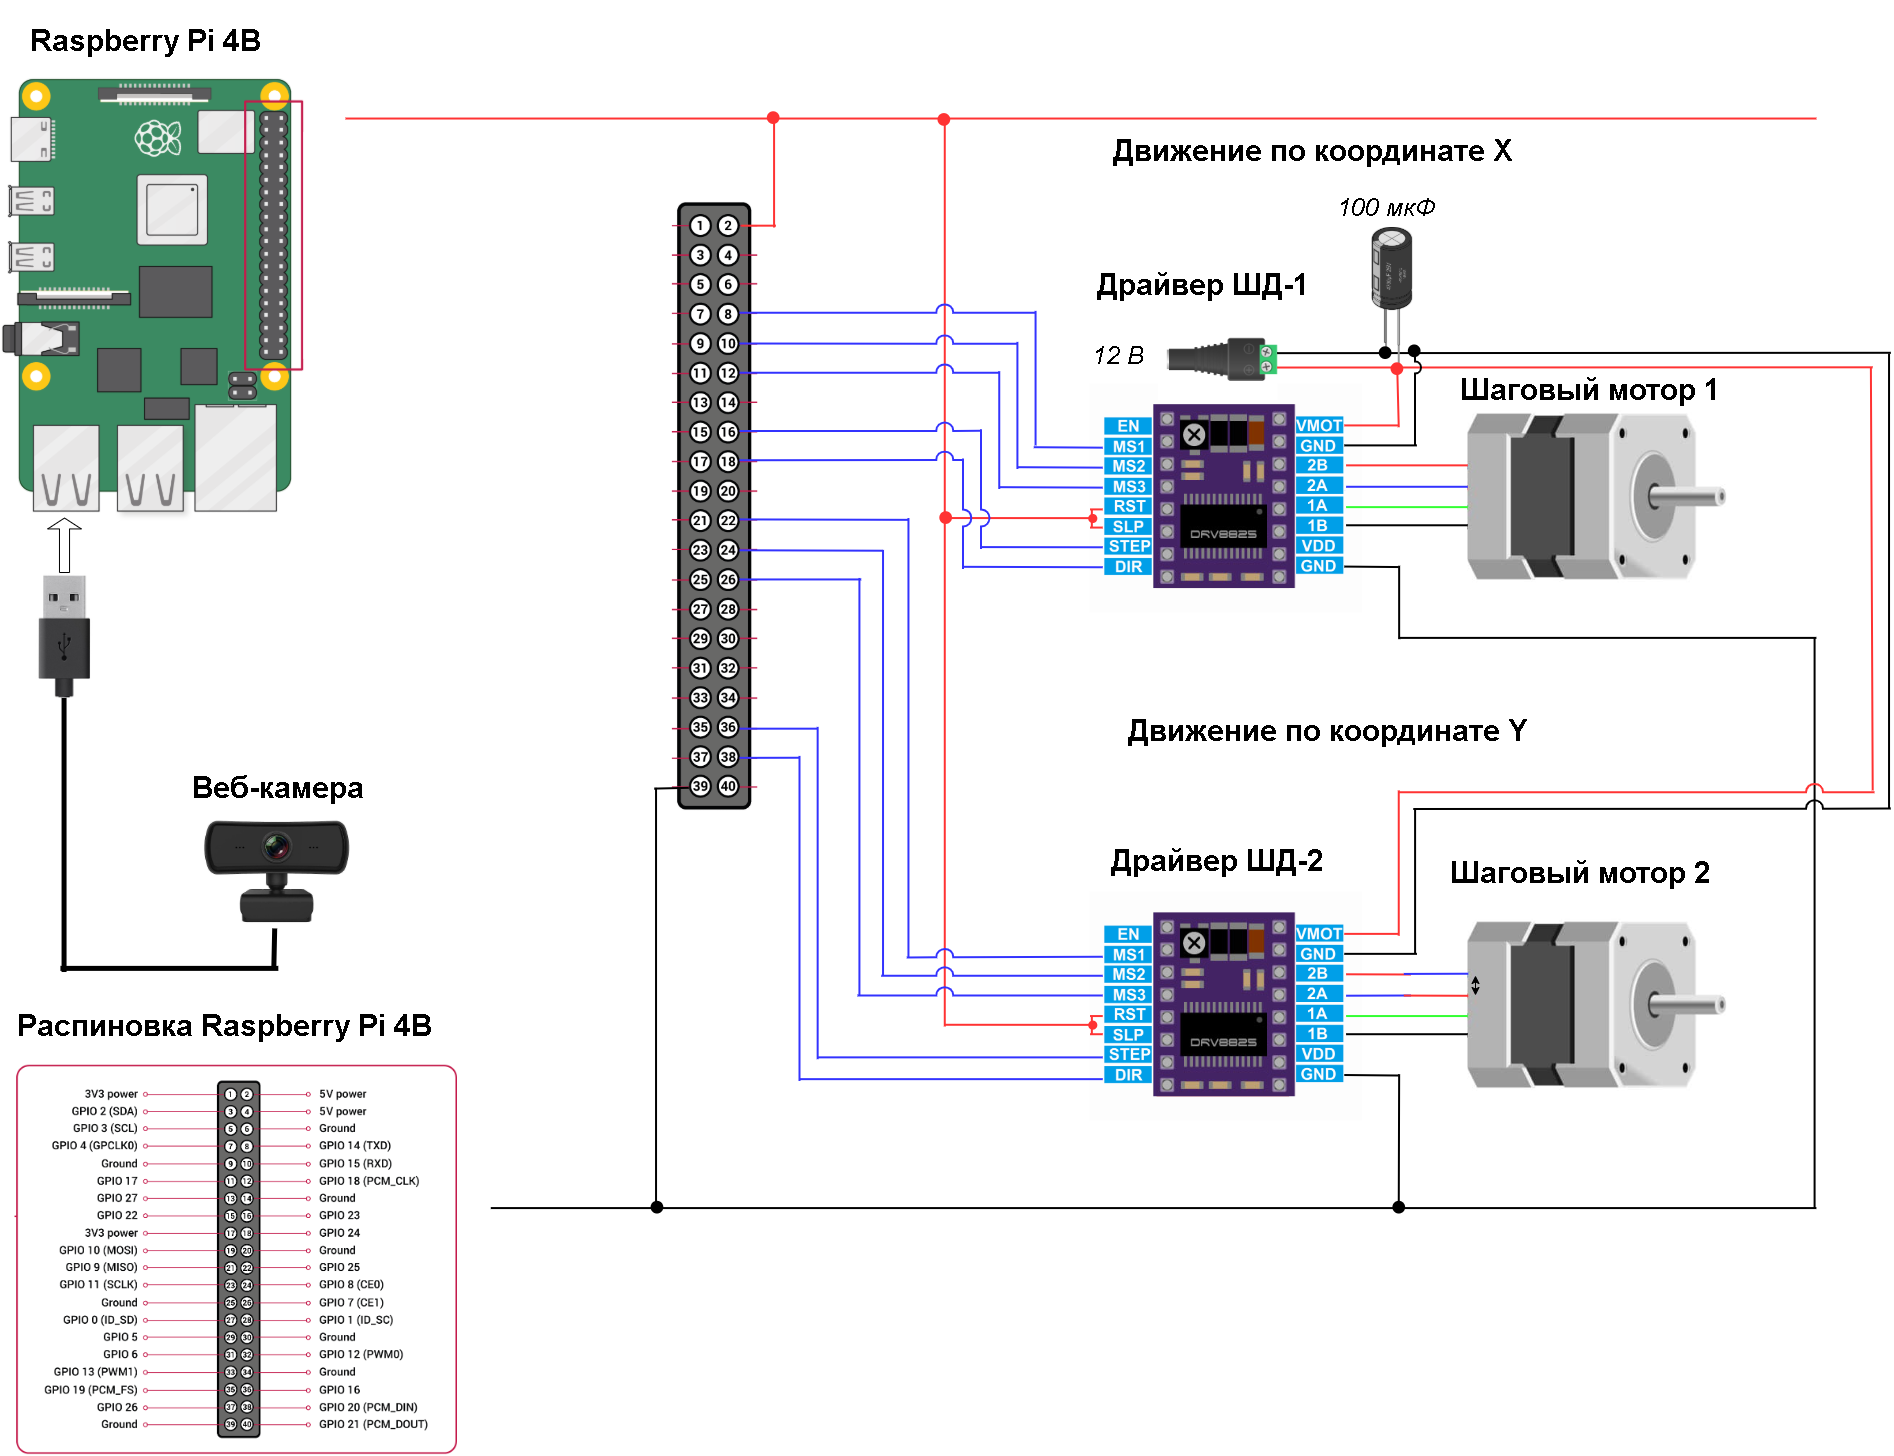 Raspberry Pi 4B
Движение по координате X
100 мкФ
Драйвер ШД-1
12 В
Шаговый мотор 1
1 2
3 4
5 6
7 8
9 10
11 12
13 14
15 16
17 18
19 20
21 22
23 24
25 26
27 28
29 30
31 32
33 34
35 36
37 38
39 40
EN VMOT
MS1 GND
MS2 2B
MS3 2A
RST 1A
SLP 1B
STEP VDD
DIR GND
DRV8825
Движение по координате Y
Веб-камера
Драйвер ШД-2
Шаговый мотор 2
EN VMOT
MS1 GND
MS2 2B
MS3 2A
RST 1A
SLP 1B
STEP VDD
DIR GND
DRV8825
Распиновка Raspberry Pi 4B
3V3 power 1 2 5V power
GPIO 2 (SDA) 3 4 5V power
GPIO 3 (SCL) 5 6 Ground
GPIO 4 (GPCLK0) 7 8 GPIO 14 (TXD)
Ground 9 10 GPIO 15 (RXD)
GPIO 17 11 12 GPIO 18 (PCM_CLK)
GPIO 27 13 14 Ground
GPIO 22 15 16 GPIO 23
3V3 power 17 18 GPIO 24
GPIO 10 (MOSI) 19 20 Ground
GPIO 9 (MISO) 21 22 GPIO 25
GPIO 11 (SCLK) 23 24 GPIO 8 (CE0)
Ground 25 26 GPIO 7 (CE1)
GPIO 0 (ID_SD) 27 28 GPIO 1 (ID_SC)
GPIO 5 29 30 Ground
GPIO 6 31 32 GPIO 12 (PWM0)
GPIO 13 (PWM1) 33 34 Ground
GPIO 19 (PCM_FS) 35 36 GPIO 16
GPIO 26 37 38 GPIO 20 (PCM_DIN)
Ground 39 40 GPIO 21 (PCM_DOUT)